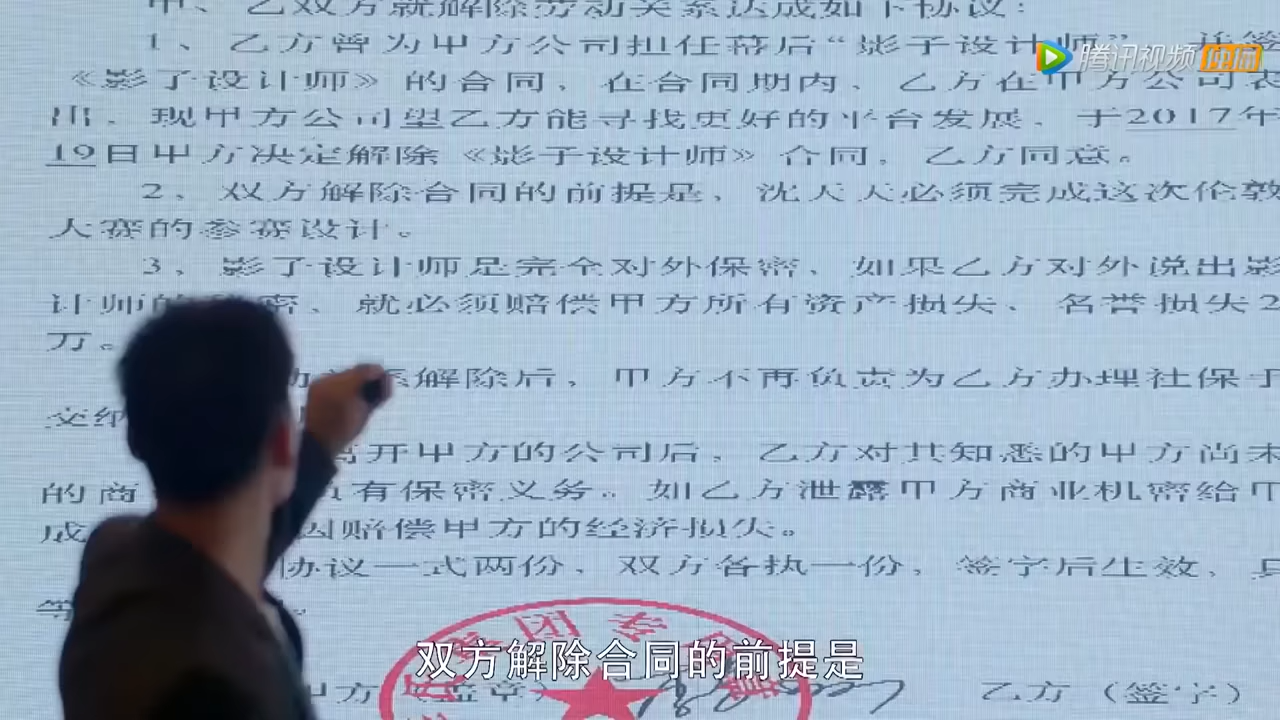 甲、乙双方就解除劳动关系达成如下协议：
1、乙方曾为甲方公司担任幕后“影子设计师”，并签
腾讯视频 独播
《影子设计师》的合同，在合同期内，乙方在甲方公司表
出，现甲方公司望乙方能寻找更好的平台发展，于2017年
19日甲方决定解除《影子设计师》合同，乙方同意。
2、双方解除合同的前提是，沈天天必须完成这次伦敦
大赛的参赛设计。
3、影子设计师是完全对外保密，如果乙方对外说出影
计师的 密，就必须赔偿甲方所有资产损失、名誉损失2
万。
系解除后，甲方不再负责为乙方办理社保手
交纳
离开甲方的公司后，乙方对其知悉的甲方尚未
的商 有保密义务。如乙方泄露甲方商业机密给甲
成 因赔偿甲方的经济损失。
协议一式两份，双方各执一份，签字后生效，具
等
双方解除合同的前提是
甲方（盖章） 乙方（签字）